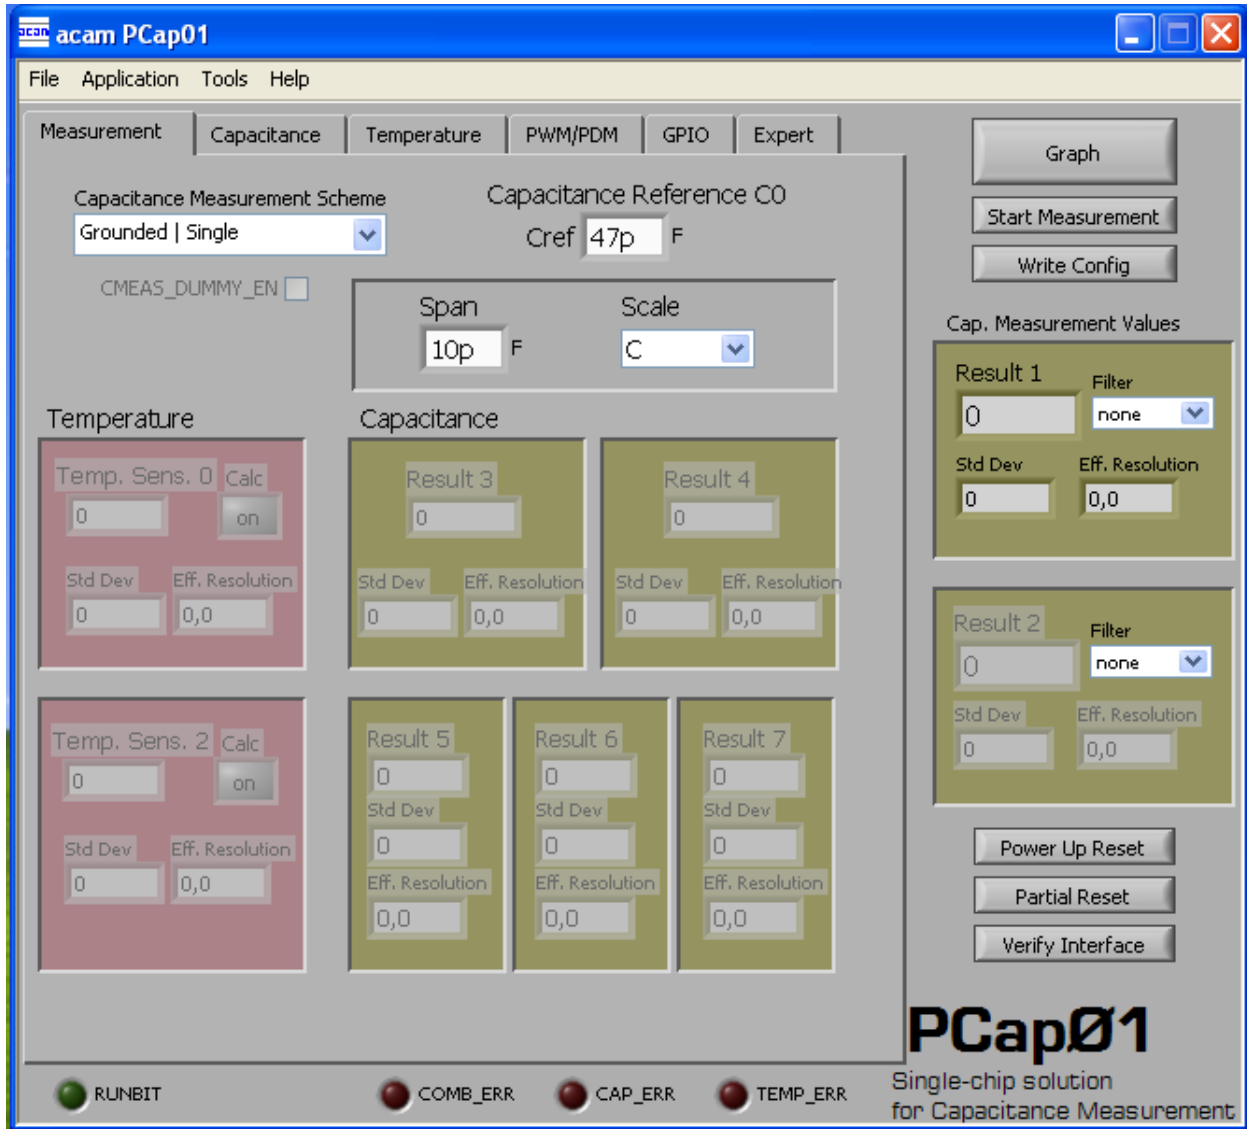 acam acam PCap01
File Application Tools Help
Measurement Capacitance Temperature PWM/PDM GPIO Expert
Capacitance Measurement Scheme
Grounded | Single
CMEAS_DUMMY_EN
Capacitance Reference C0
Cref 47p F
Span Scale
10p F C
Temperature
Temp. Sens. 0 Calc
0 on
Std Dev Eff. Resolution
0 0,0
Temp. Sens. 2 Calc
0 on
Std Dev Eff. Resolution
0 0,0
Capacitance
Result 3
0
Std Dev Eff. Resolution
0 0,0
Result 4
0
Std Dev Eff. Resolution
0 0,0
Result 5
0
Std Dev
0
Eff. Resolution
0,0
Result 6
0
Std Dev
0
Eff. Resolution
0,0
Result 7
0
Std Dev
0
Eff. Resolution
0,0
Graph
Start Measurement
Write Config
Cap. Measurement Values
Result 1 Filter
0 none
Std Dev Eff. Resolution
0 0,0
Result 2 Filter
0 none
Std Dev Eff. Resolution
0 0,0
Power Up Reset
Partial Reset
Verify Interface
PCapØ1
Single-chip solution
for Capacitance Measurement
RUNBIT COMB_ERR CAP_ERR TEMP_ERR